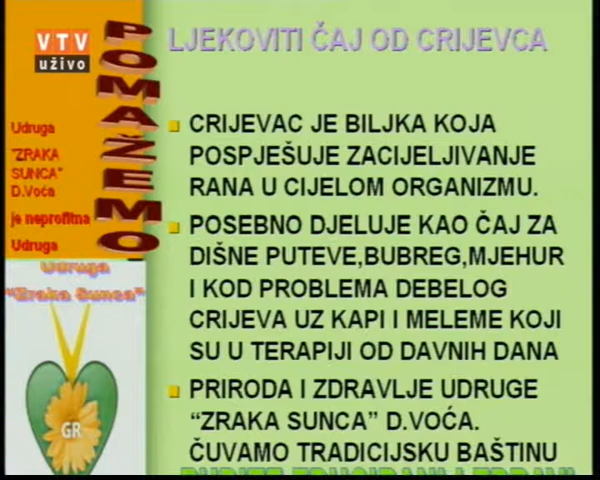 VTV
uživo
POMAŽEMO
Udruga
"ZRAKA
SUNCA"
D.Voća
je neprofitna
Udruga
Udruga
"Zraka Sunca"
GR
LJEKOVITI ČAJ OD CRIJEVCA
CRIJEVAC JE BILJKA KOJA
POSPJEŠUJE ZACIJELJIVANJE
RANA U CIJELOM ORGANIZMU.
POSEBNO DJELUJE KAO ČAJ ZA
DIŠNE PUTEVE,BUBREG,MJEHUR
I KOD PROBLEMA DEBELOG
CRIJEVA UZ KAPI I MELEME KOJI
SU U TERAPIJI OD DAVNIH DANA
PRIRODA I ZDRAVLJE UDRUGE
"ZRAKA SUNCA" D.VOĆA.
ČUVAMO TRADICIJSKU BAŠTINU